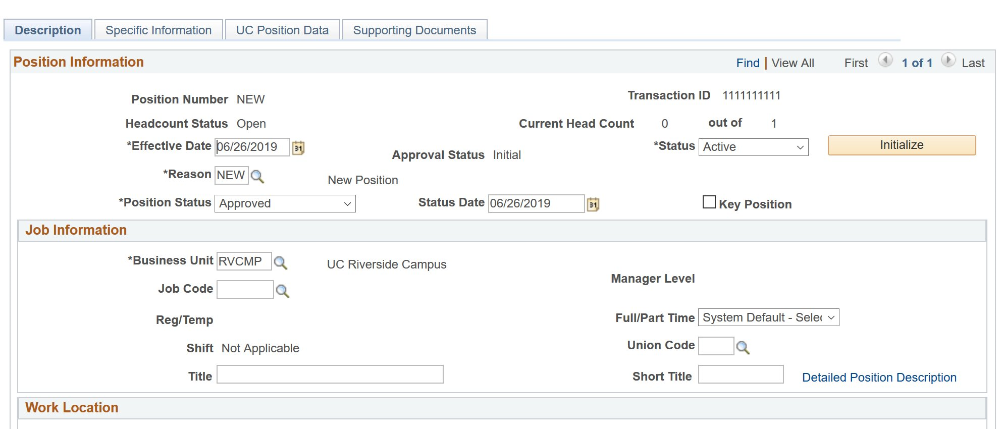 Description Specific Information UC Position Data Supporting Documents
Position Information Find | View All First 1 of 1 Last
Position Number NEW Transaction ID 1111111111
Headcount Status Open Current Head Count 0 out of 1
*Effective Date 06/26/2019 31 Approval Status Initial *Status Active Initialize
*Reason NEW New Position
*Position Status Approved Status Date 06/26/2019 31 Key Position
Job Information
*Business Unit RVCMP UC Riverside Campus
Manager Level
Job Code
Reg/Temp Full/Part Time System Default - Selec
Shift Not Applicable Union Code
Title Short Title Detailed Position Description
Work Location